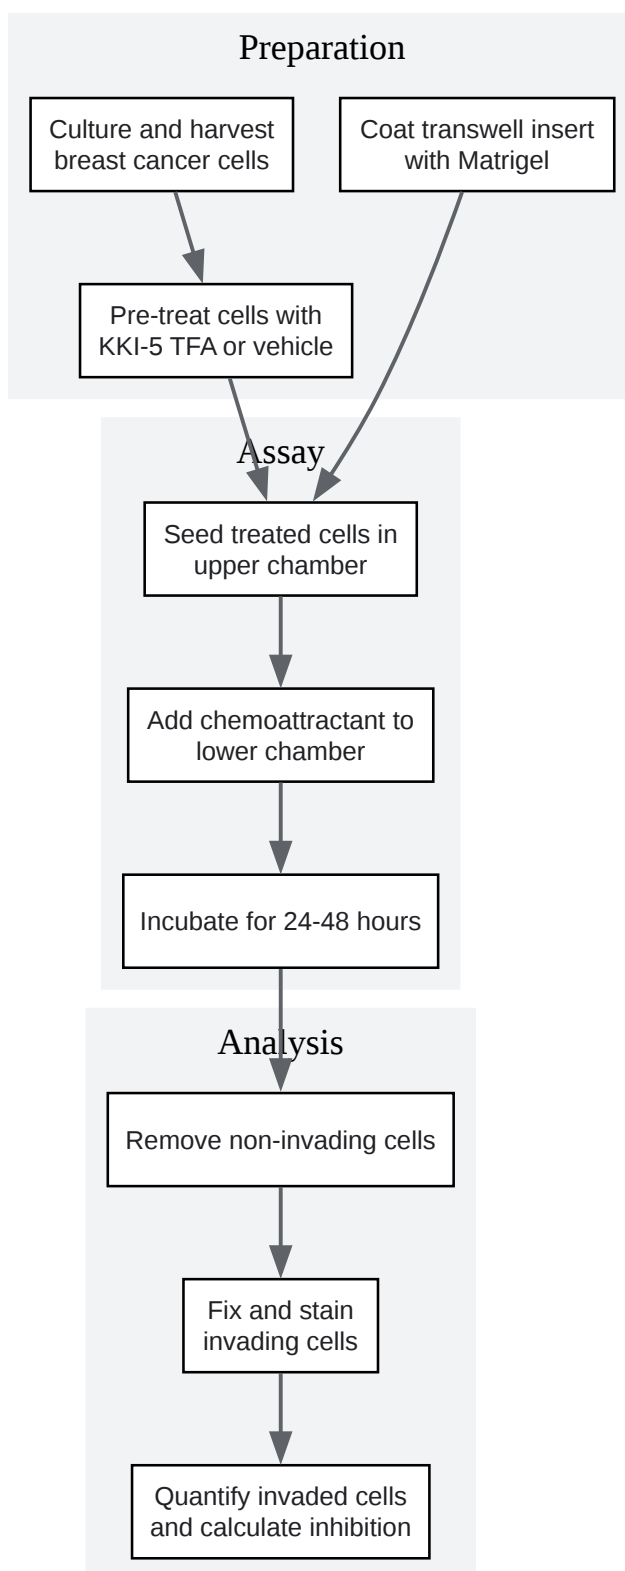 Preparation
Culture and harvest
breast cancer cells
Coat transwell insert
with Matrigel
Pre-treat cells with
KKI-5 TFA or vehicle
Assay
Seed treated cells in
upper chamber
Add chemoattractant to
lower chamber
Incubate for 24-48 hours
Analysis
Remove non-invading cells
Fix and stain
invading cells
Quantify invaded cells
and calculate inhibition